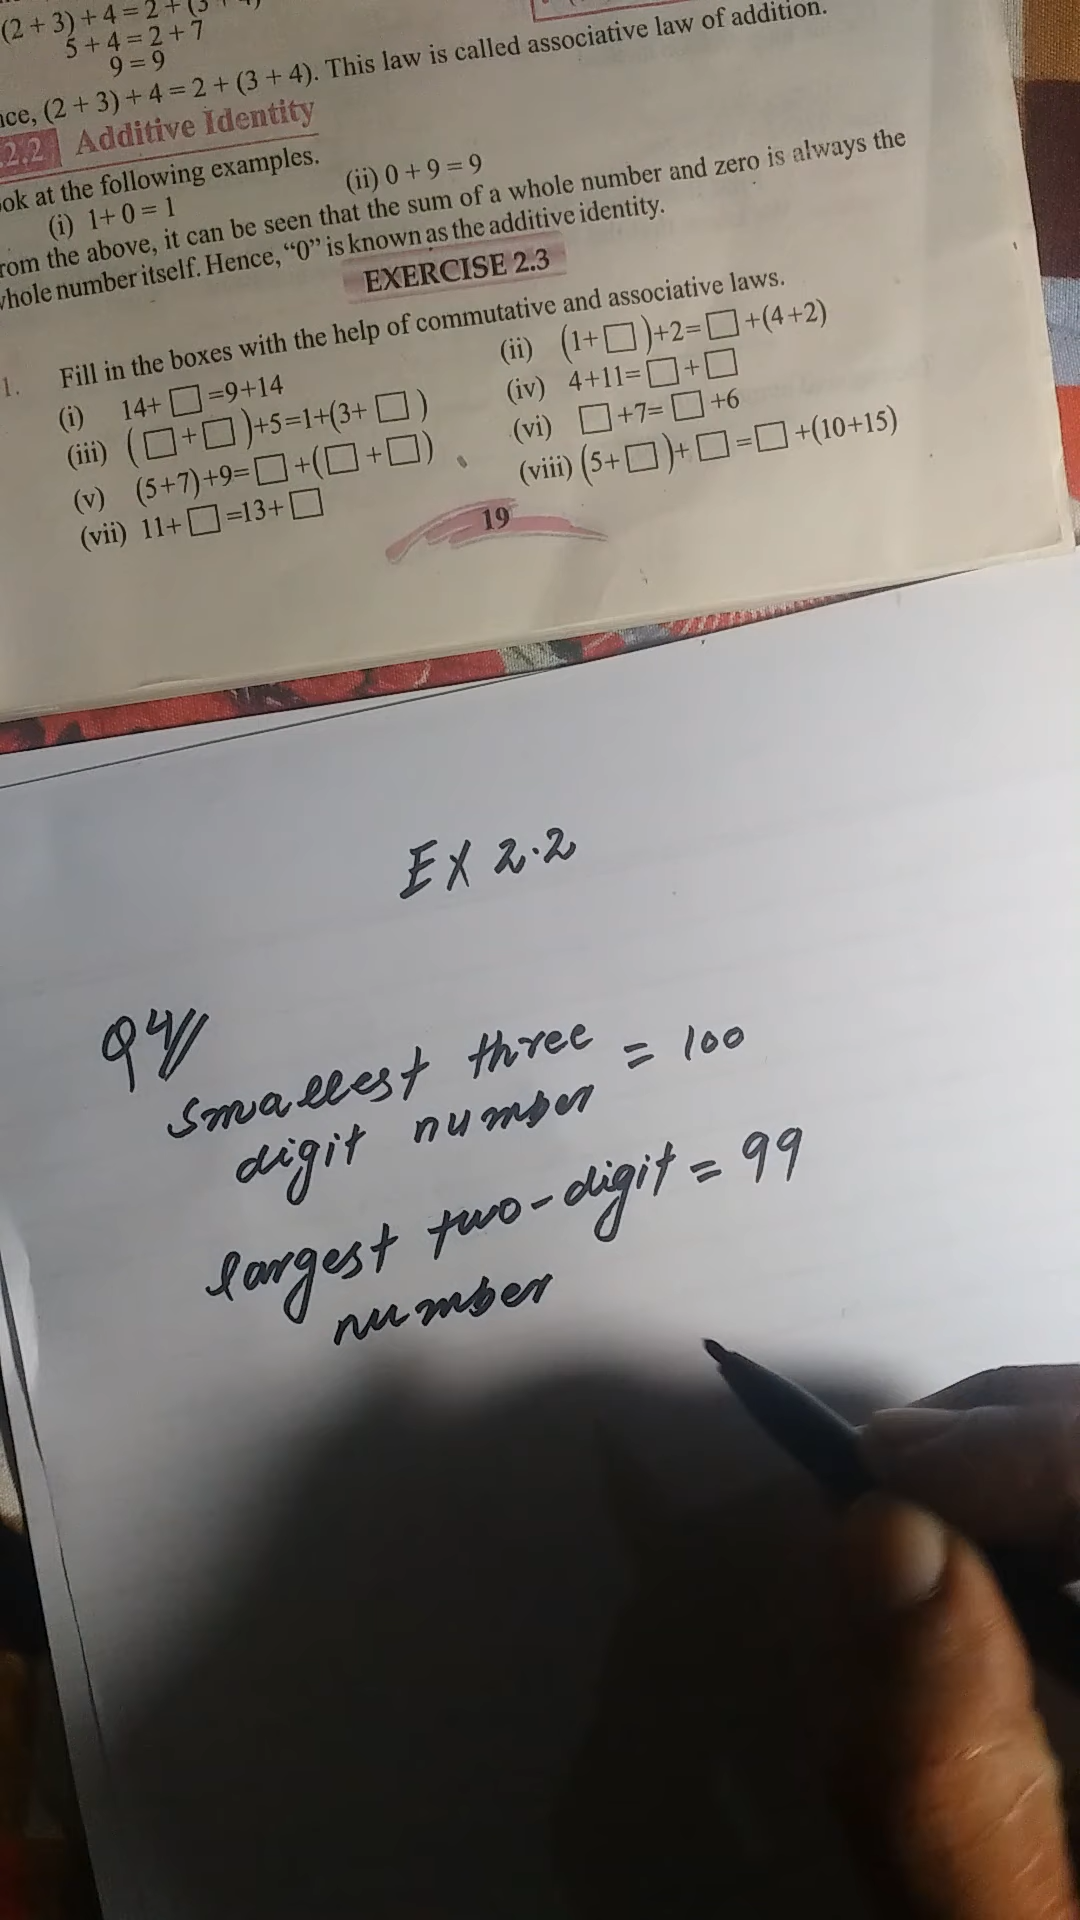 (2 + 3) + 4 = 2 + (3
5 + 4 = 2 + 7
9 = 9
nce, (2 + 3) + 4 = 2 + (3 + 4). This law is called associative law of addition.
2.2 Additive Identity
ook at the following examples.
(i) 1+ 0 = 1 (ii) 0 + 9 = 9
rom the above, it can be seen that the sum of a whole number and zero is always the
whole number itself. Hence, “0” is known as the additive identity.
EXERCISE 2.3
1. Fill in the boxes with the help of commutative and associative laws.
(i) 14+ □ =9+14 (ii) (1+ □ )+2= □ +(4+2)
(iii) ( □ + □ )+5=1+(3+ □ ) (iv) 4+11= □ + □
(v) (5+7)+9= □ +( □ + □ ) (vi) □ +7= □ +6
(vii) 11+ □ =13+ □ (viii) (5+ □ )+ □ = □ +(10+15)
19
EX 2.2
Q4//
smallest three = 100
digit number
largest two-digit = 99
number